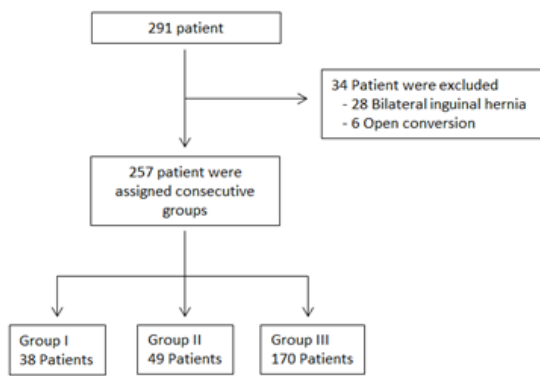 291 patient
34 Patient were excluded
- 28 Bilateral inguinal hernia
- 6 Open conversion
257 patient were
assigned consecutive
groups
Group I
38 Patients
Group II
49 Patients
Group III
170 Patients